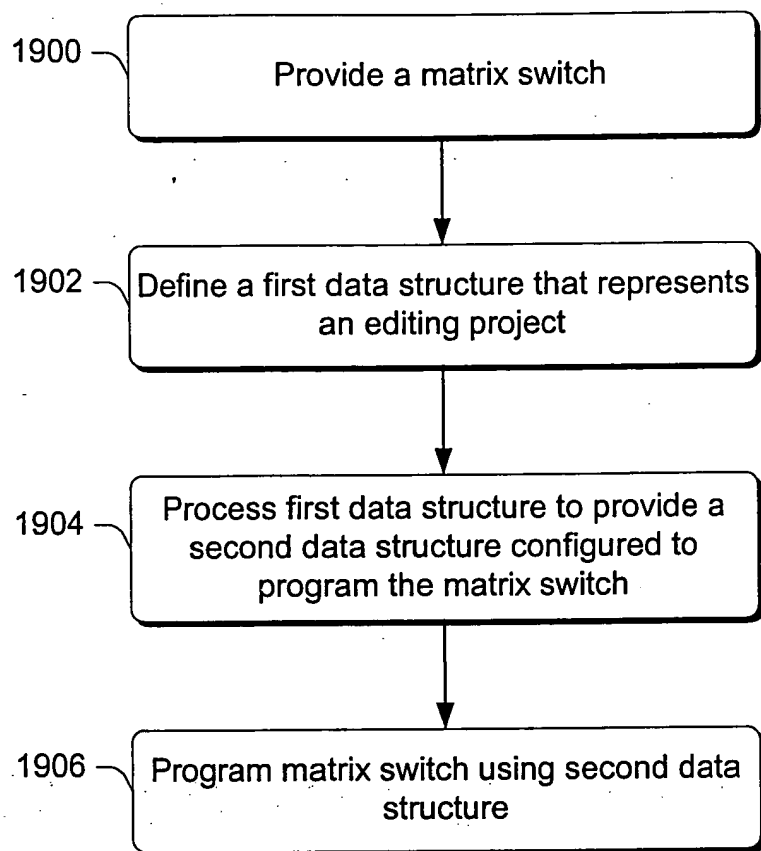 1900
Provide a matrix switch
1902
Define a first data structure that represents
an editing project
1904
Process first data structure to provide a
second data structure configured to
program the matrix switch
1906
Program matrix switch using second data
structure